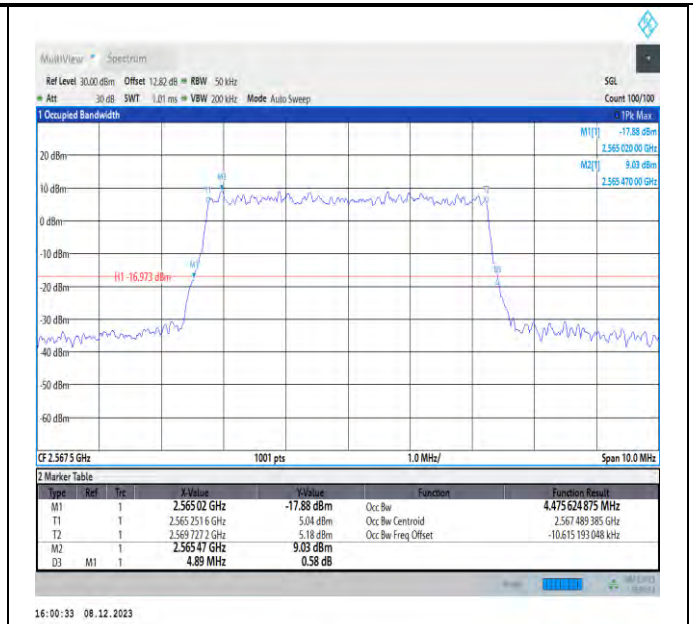 MultiView Spectrum
Ref Level 30.00 dBm Offset 12.82 dB RBW 50 kHz SGL
Att 30 dB SWT 1.01 ms VBW 200 kHz Mode Auto Sweep Count 100/100
1 Occupied Bandwidth 1Pk Max
M1[1] -17.88 dBm
2.565 020 00 GHz
M2[1] 9.03 dBm
2.565 470 00 GHz
20 dBm
M2
T1 T2
10 dBm
0 dBm
-10 dBm
M1 D3
H1 -16.973 dBm
-20 dBm
-30 dBm
-40 dBm
-50 dBm
-60 dBm
CF 2.567 5 GHz 1001 pts 1.0 MHz/ Span 10.0 MHz
2 Marker Table
Type Ref Trc X-Value Y-Value Function Function Result
M1 1 2.565 02 GHz -17.88 dBm Occ Bw 4.475 624 875 MHz
T1 1 2.565 251 6 GHz 5.04 dBm Occ Bw Centroid 2.567 489 385 GHz
T2 1 2.569 727 2 GHz 5.18 dBm Occ Bw Freq Offset -10.615 193 048 kHz
M2 1 2.565 47 GHz 9.03 dBm
D3 M1 1 4.89 MHz 0.58 dB
16:00:33 08.12.2023